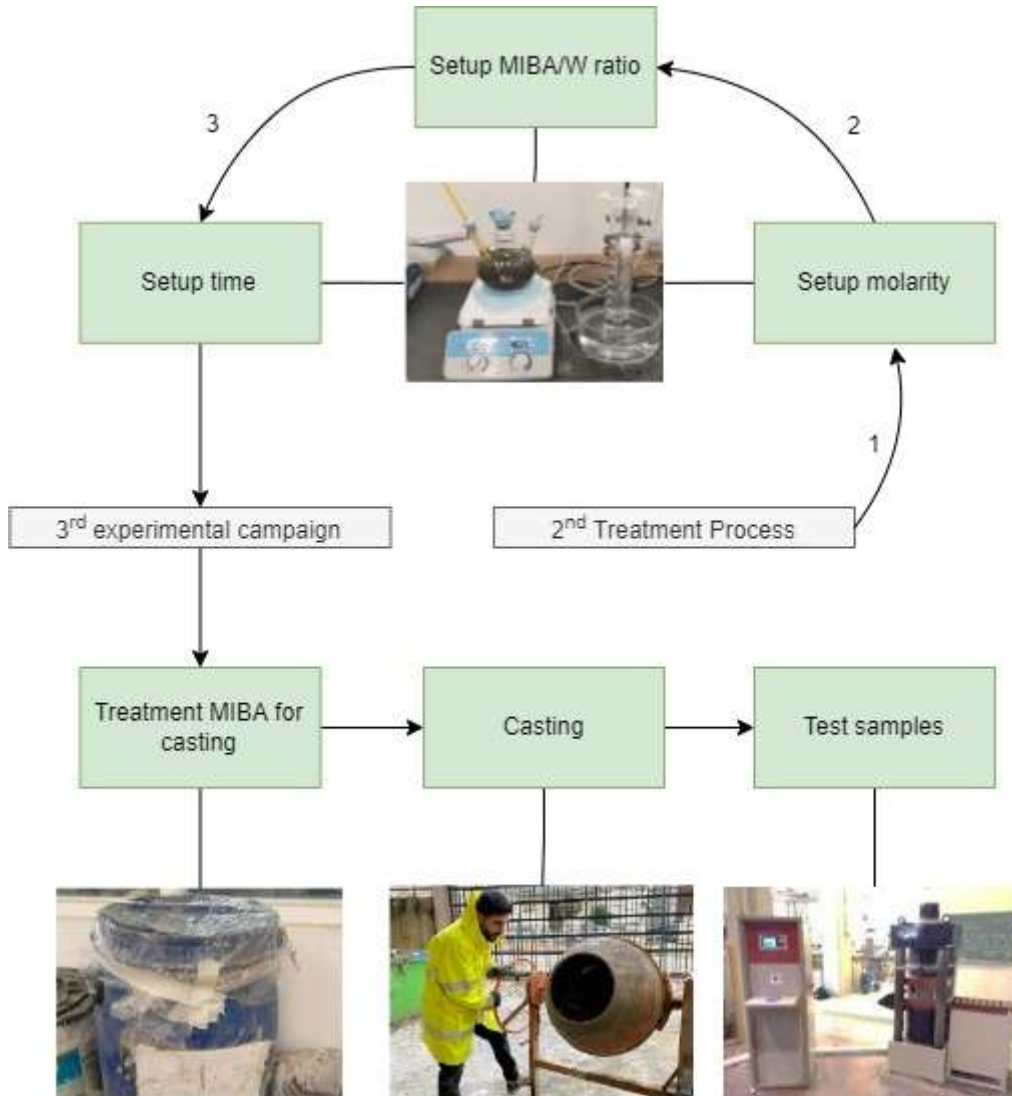 Setup MIBA/W ratio
3
2
Setup time
Setup molarity
1
3rd experimental campaign
2nd Treatment Process
Treatment MIBA for
casting
Casting
Test samples